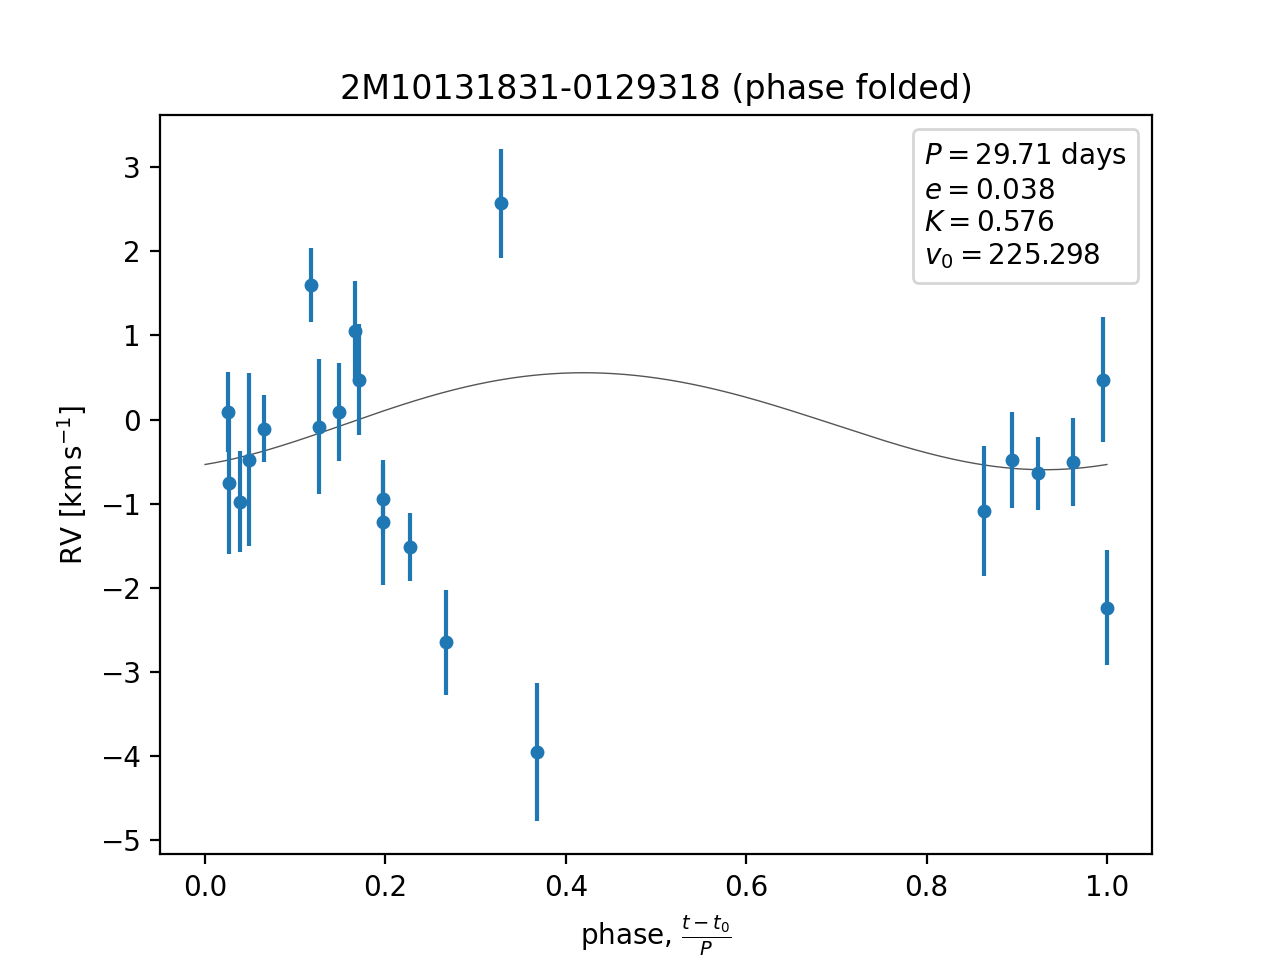 2M10131831-0129318 (phase folded)
P = 29.71 days
e = 0.038
K = 0.576
v₀ = 225.298
3
2
1
0
−1
−2
−3
−4
−5
RV [km s⁻¹]
0.0 0.2 0.4 0.6 0.8 1.0
phase, (t − t₀)/P